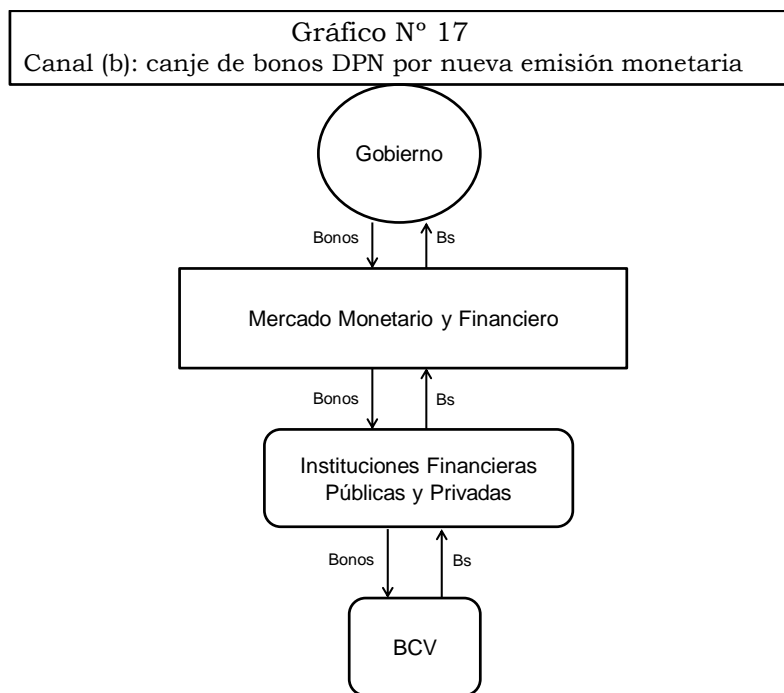 Gráfico Nº 17
Canal (b): canje de bonos DPN por nueva emisión monetaria
Gobierno
Bonos
Bs
Mercado Monetario y Financiero
Bonos
Bs
Instituciones Financieras
Públicas y Privadas
Bonos
Bs
BCV